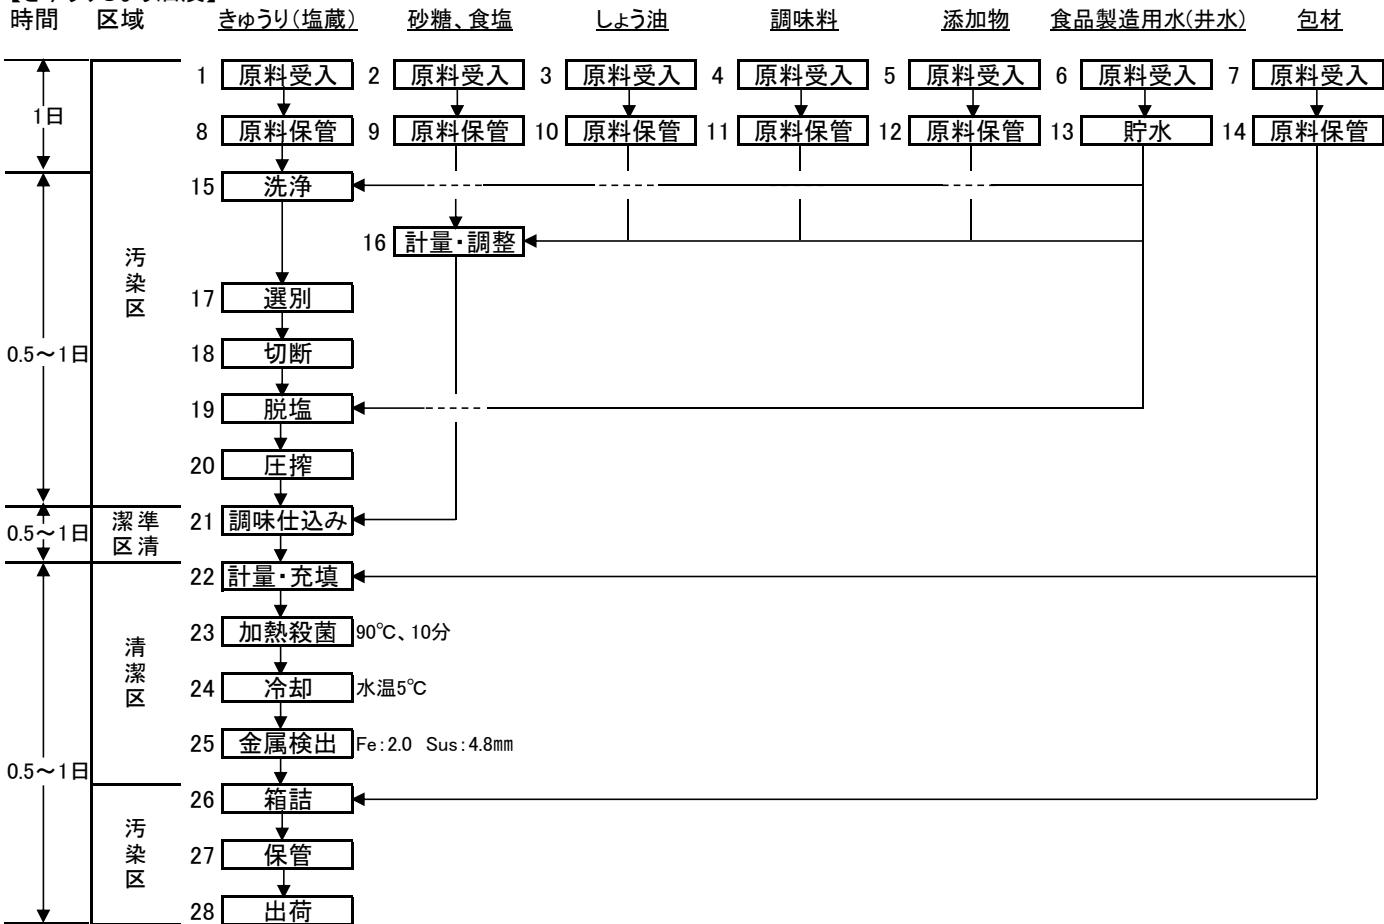 時間 区域 きゅうり(塩蔵) 砂糖、食塩 しょう油 調味料 添加物 食品製造用水(井水) 包材
1 原料受入 2 原料受入 3 原料受入 4 原料受入 5 原料受入 6 原料受入 7 原料受入
1日
8 原料保管 9 原料保管 10 原料保管 11 原料保管 12 原料保管 13 貯水 14 原料保管
15 洗浄
16 計量・調整
汚染区
17 選別
0.5～1日
18 切断
19 脱塩
20 圧搾
0.5～1日
準清潔区
21 調味仕込み
22 計量・充填
清潔区
23 加熱殺菌 90℃、10分
24 冷却 水温5℃
25 金属検出 Fe:2.0 Sus:4.8㎜
0.5～1日
26 箱詰
汚染区
27 保管
28 出荷